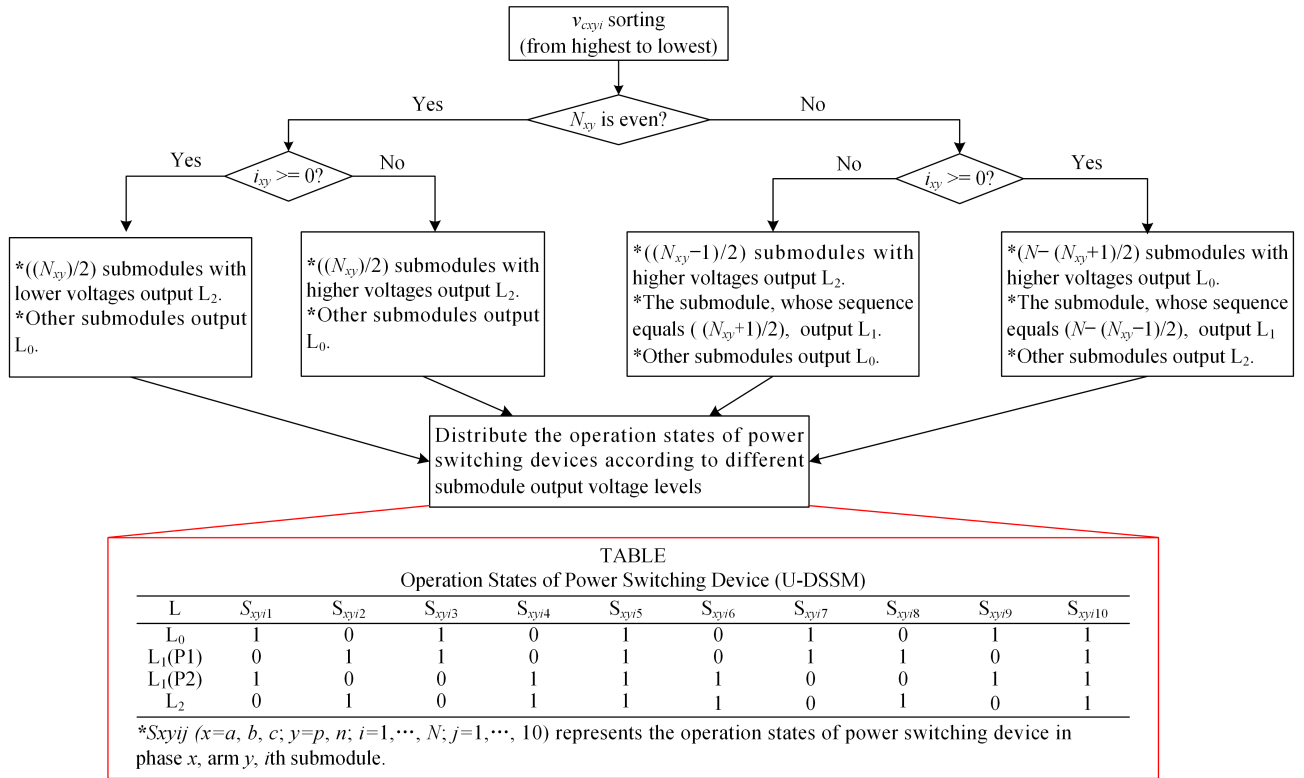 v_cxyi sorting
(from highest to lowest)
Yes
N_xy is even?
No
Yes
i_xy >= 0?
No
No
i_xy >= 0?
Yes
*((N_xy)/2) submodules with
lower voltages output L₂.
*Other submodules output
L₀.
*((N_xy)/2) submodules with
higher voltages output L₂.
*Other submodules output
L₀.
*((N_xy−1)/2) submodules with
higher voltages output L₂.
*The submodule, whose sequence
equals ( (N_xy+1)/2), output L₁.
*Other submodules output L₀.
*(N− (N_xy+1)/2) submodules with
higher voltages output L₀.
*The submodule, whose sequence
equals (N− (N_xy−1)/2), output L₁
*Other submodules output L₂.
Distribute the operation states of power
switching devices according to different
submodule output voltage levels
TABLE
Operation States of Power Switching Device (U-DSSM)
L S_xyi1 S_xyi2 S_xyi3 S_xyi4 S_xyi5 S_xyi6 S_xyi7 S_xyi8 S_xyi9 S_xyi10
L₀ 1 0 1 0 1 0 1 0 1 1
L₁(P1) 0 1 1 0 1 0 1 1 0 1
L₁(P2) 1 0 0 1 1 1 0 0 1 1
L₂ 0 1 0 1 1 1 0 1 0 1
*Sxyij (x=a, b, c; y=p, n; i=1,⋯, N; j=1,⋯, 10) represents the operation states of power switching device in
phase x, arm y, ith submodule.